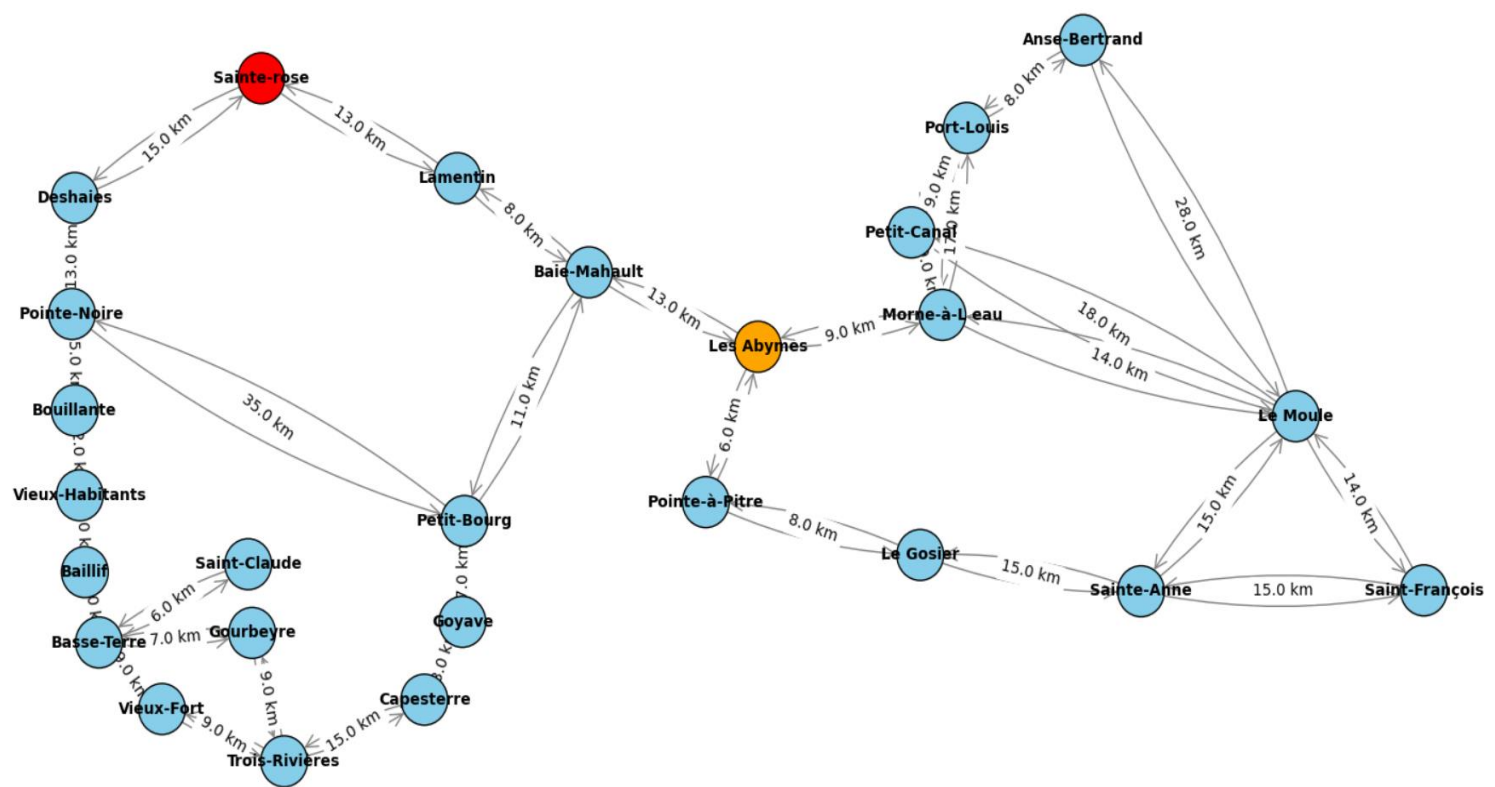 Anse-Bertrand
Sainte-rose
8.0 km
Port-Louis
13.0 km
15.0 km
Lamentin
9.0 km
Deshaies
8.0 km
Petit-Canal
28.0 km
13.0 km
Baie-Mahault
13.0 km
Pointe-Noire
Morne-à-L eau
18.0 km
9.0 km
Les Abymes
14.0 km
Bouillante
35.0 km
11.0 km
Le Moule
6.0 km
Vieux-Habitants
Pointe-à-Pitre
15.0 km
14.0 km
Petit-Bourg
8.0 km
Le Gosier
Saint-Claude
Baillif
15.0 km
Sainte-Anne
15.0 km
Saint-François
6.0 km
Goyave
Basse-Terre
7.0 km
Gourbeyre
Vieux-Fort
9.0 km
Capesterre
9.0 km
15.0 km
Trois-Rivières